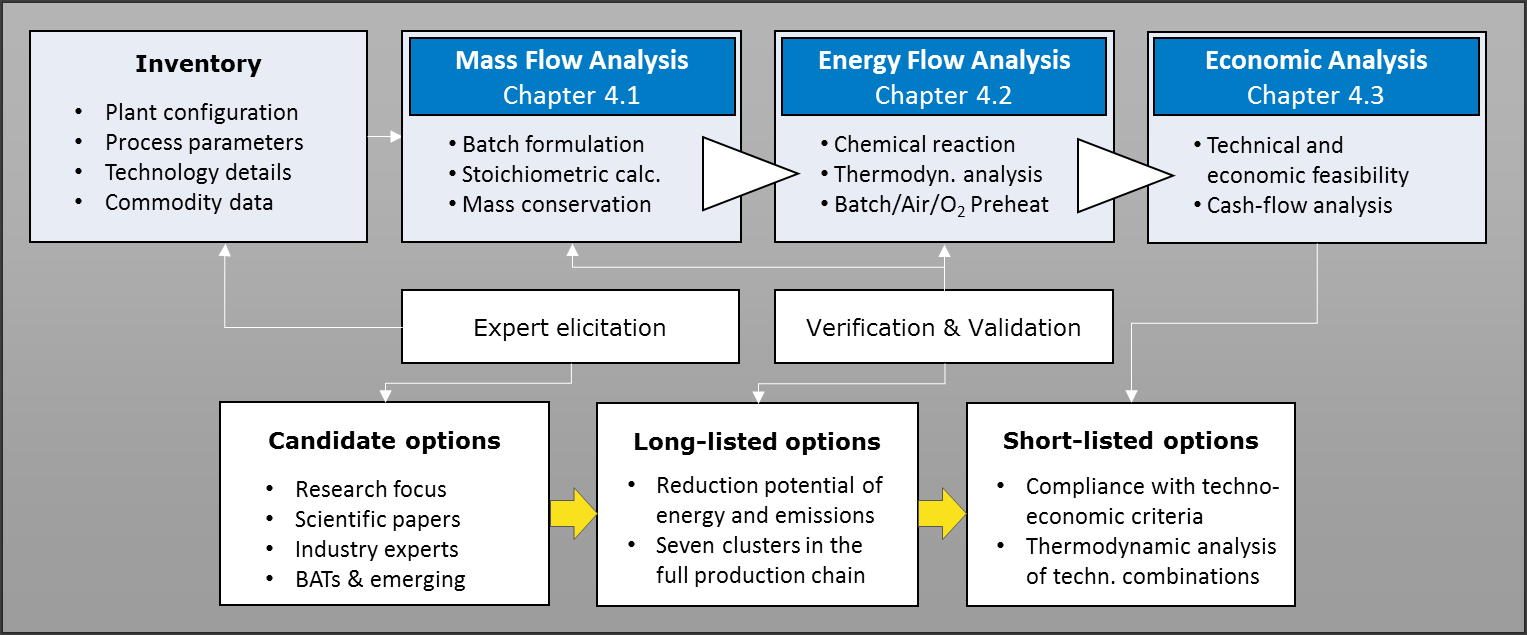 Inventory
• Plant configuration
• Process parameters
• Technology details
• Commodity data
Mass Flow Analysis
Chapter 4.1
• Batch formulation
• Stoichiometric calc.
• Mass conservation
Energy Flow Analysis
Chapter 4.2
• Chemical reaction
• Thermodyn. analysis
• Batch/Air/O₂ Preheat
Economic Analysis
Chapter 4.3
• Technical and
economic feasibility
• Cash-flow analysis
Expert elicitation
Verification & Validation
Candidate options
• Research focus
• Scientific papers
• Industry experts
• BATs & emerging
Long-listed options
• Reduction potential of
energy and emissions
• Seven clusters in the
full production chain
Short-listed options
• Compliance with techno-
economic criteria
• Thermodynamic analysis
of techn. combinations